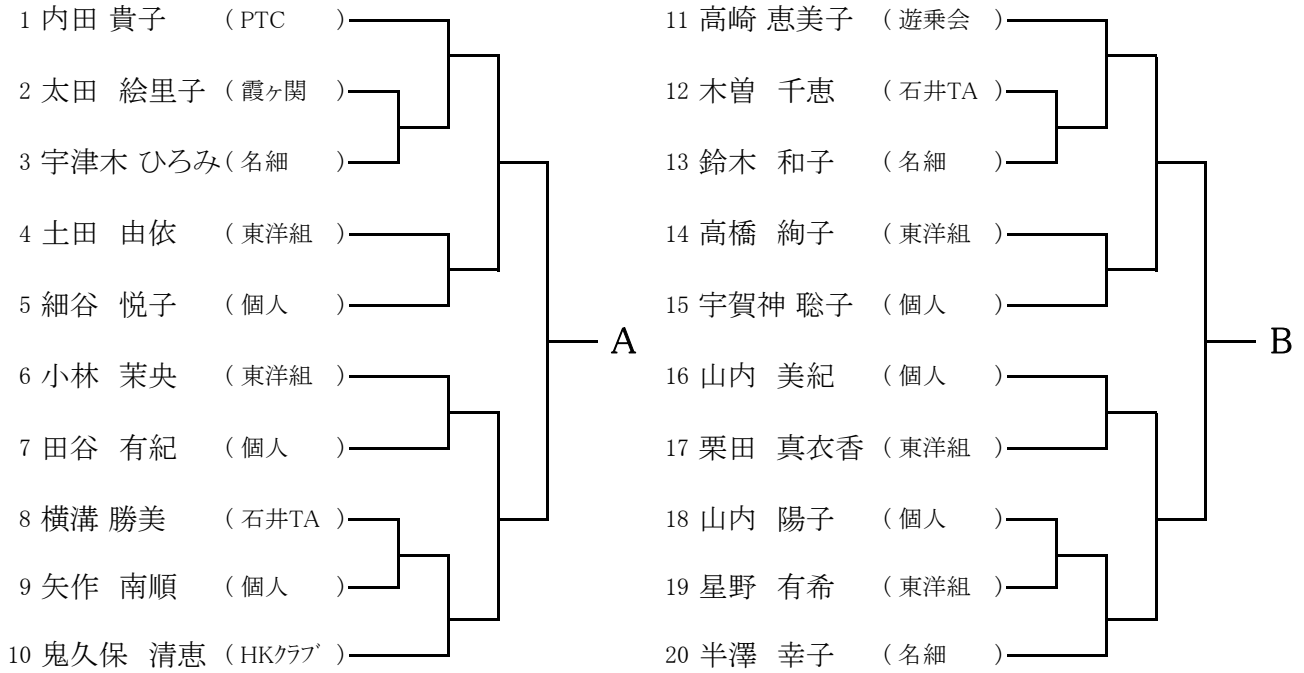 1 内田 貴子 ( PTC )
2 太田 絵里子 ( 霞ヶ関 )
3 宇津木 ひろみ ( 名細 )
4 土田 由依 ( 東洋組 )
5 細谷 悦子 ( 個人 )
6 小林 茉央 ( 東洋組 )
7 田谷 有紀 ( 個人 )
8 横溝 勝美 ( 石井TA )
9 矢作 南順 ( 個人 )
10 鬼久保 清恵 ( HKクラブ )
A
11 高崎 恵美子 ( 遊乗会 )
12 木曽 千恵 ( 石井TA )
13 鈴木 和子 ( 名細 )
14 高橋 絢子 ( 東洋組 )
15 宇賀神 聡子 ( 個人 )
16 山内 美紀 ( 個人 )
17 栗田 真衣香 ( 東洋組 )
18 山内 陽子 ( 個人 )
19 星野 有希 ( 東洋組 )
20 半澤 幸子 ( 名細 )
B